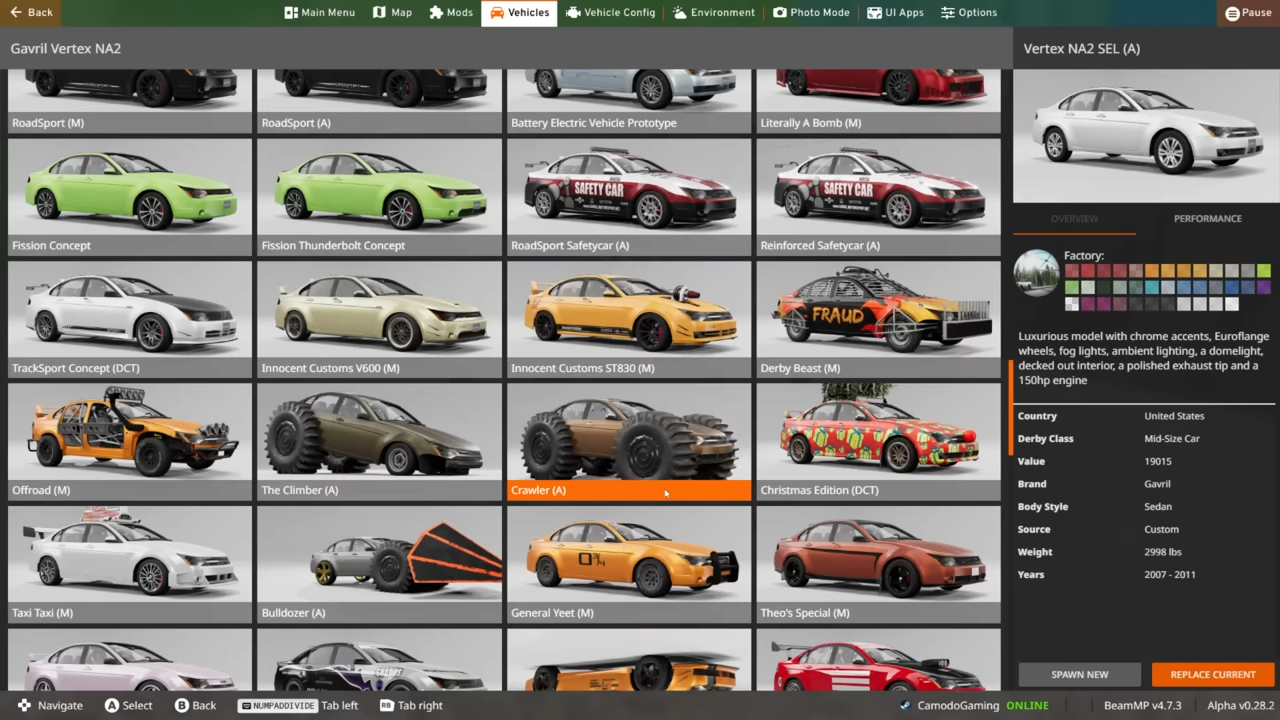 Back
Main Menu
Map
Mods
Vehicles
Vehicle Config
Environment
Photo Mode
UI Apps
Options
Pause
Gavril Vertex NA2
Vertex NA2 SEL (A)
RoadSport (M)
RoadSport (A)
Battery Electric Vehicle Prototype
Literally A Bomb (M)
SAFETY CAR
SAFETY CAR
Fission Concept
Fission Thunderbolt Concept
RoadSport Safetycar (A)
Reinforced Safetycar (A)
OVERVIEW
PERFORMANCE
Factory:
FRAUD
TrackSport Concept (DCT)
Innocent Customs V600 (M)
Innocent Customs ST830 (M)
Derby Beast (M)
Luxurious model with chrome accents, Euroflange
wheels, fog lights, ambient lighting, a domelight,
decked out interior, a polished exhaust tip and a
150hp engine
Country United States
Derby Class Mid-Size Car
Value 19015
Brand Gavril
Body Style Sedan
Source Custom
Weight 2998 lbs
Years 2007 - 2011
Offroad (M)
The Climber (A)
Crawler (A)
Christmas Edition (DCT)
Taxi Taxi (M)
Bulldozer (A)
General Yeet (M)
Theo's Special (M)
SPAWN NEW
REPLACE CURRENT
Navigate
A Select
B Back
NUMPADDIVIDE Tab left
RB Tab right
CamodoGaming ONLINE
BeamMP v4.7.3
Alpha v0.28.2